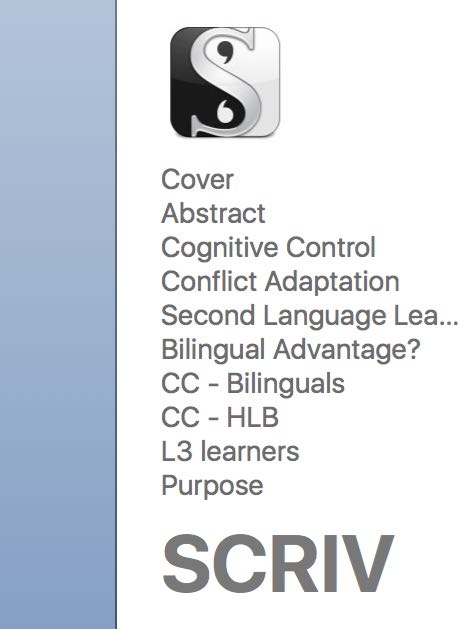 Cover
Abstract
Cognitive Control
Conflict Adaptation
Second Language Lea...
Bilingual Advantage?
CC - Bilinguals
CC - HLB
L3 learners
Purpose
SCRIV